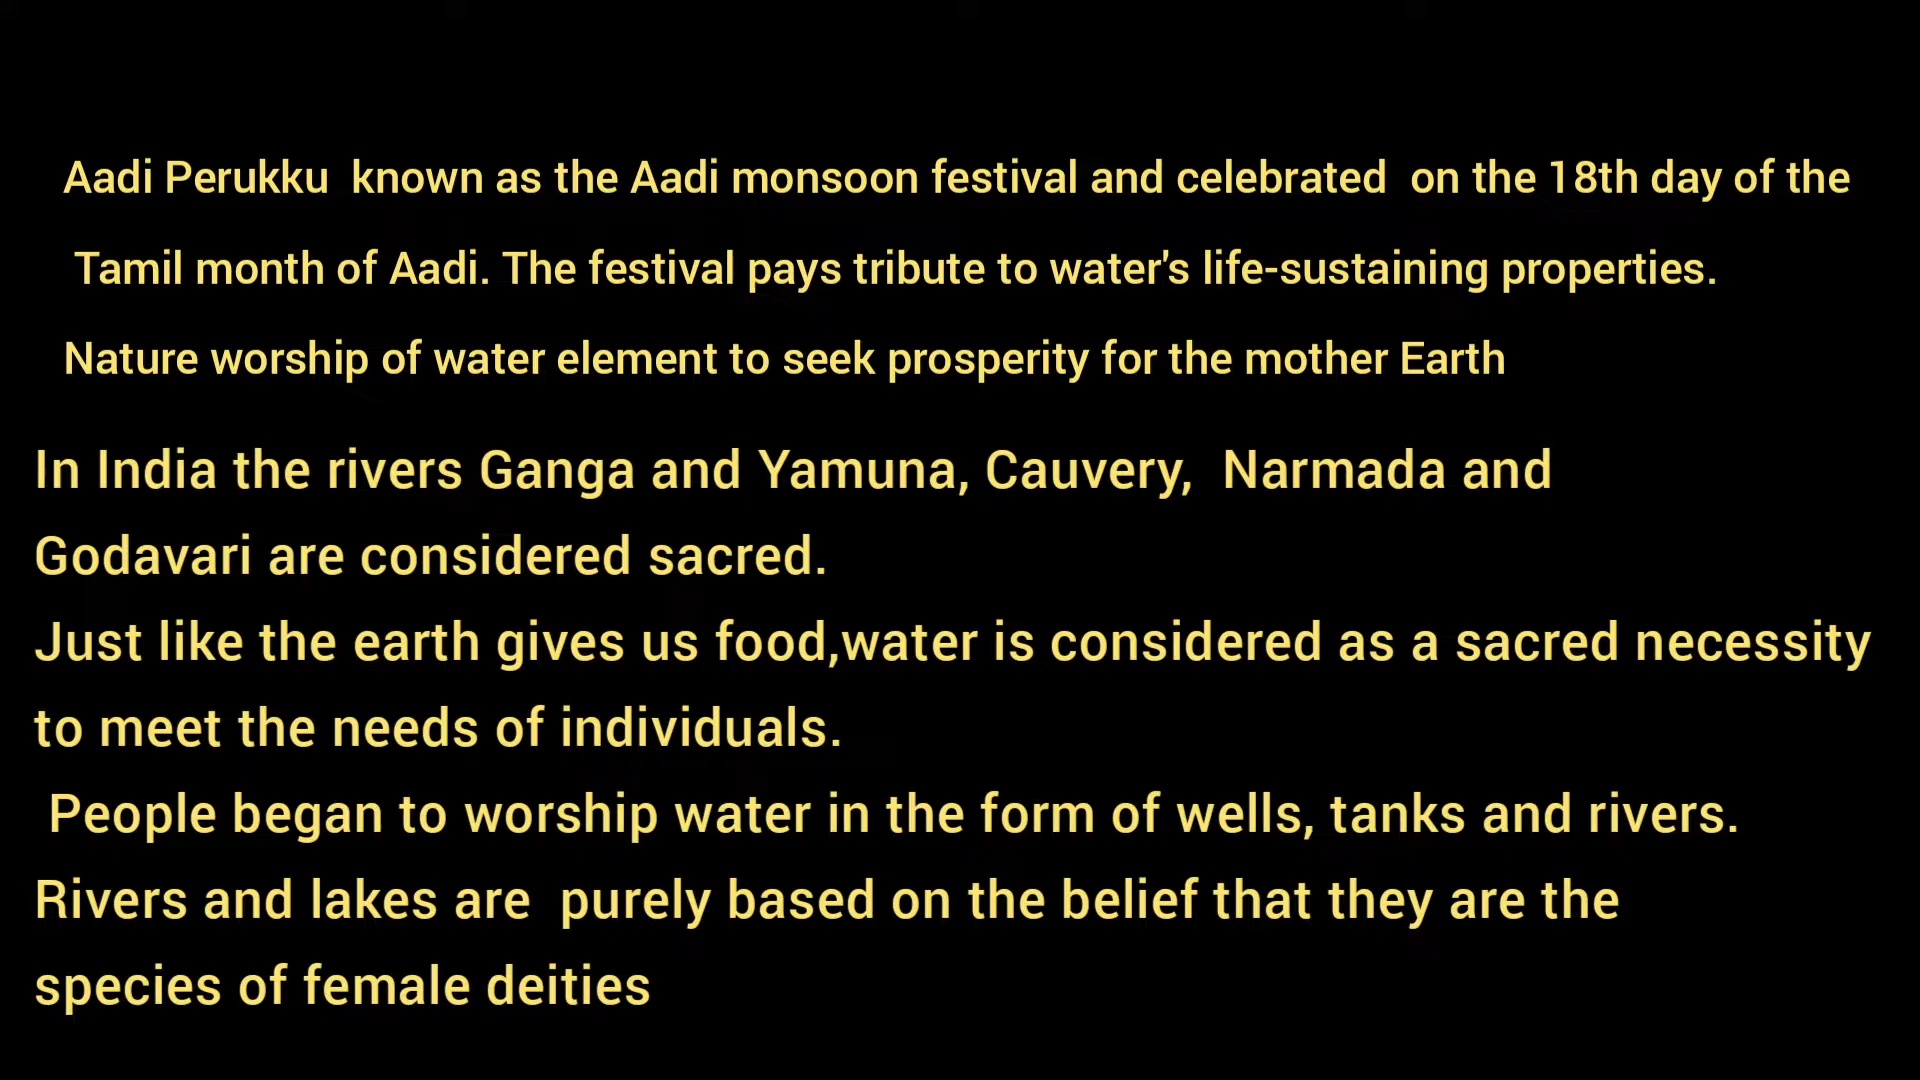 Aadi Perukku  known as the Aadi monsoon festival and celebrated  on the 18th day of the
Tamil month of Aadi. The festival pays tribute to water's life-sustaining properties.
Nature worship of water element to seek prosperity for the mother Earth
In India the rivers Ganga and Yamuna, Cauvery,  Narmada and
Godavari are considered sacred.
Just like the earth gives us food,water is considered as a sacred necessity
to meet the needs of individuals.
People began to worship water in the form of wells, tanks and rivers.
Rivers and lakes are  purely based on the belief that they are the
species of female deities